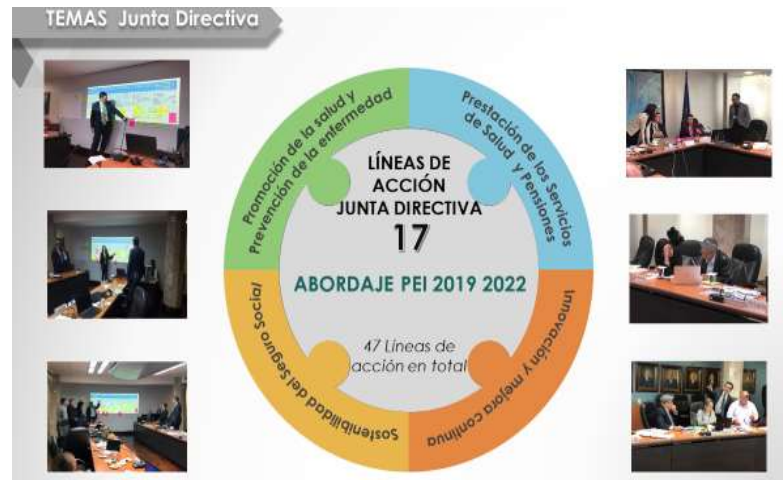 TEMAS Junta Directiva
Promoción de la salud y
Prevención de la enfermedad
Prestación de los Servicios
de Salud y Pensiones
LÍNEAS DE
ACCIÓN
JUNTA DIRECTIVA
17
ABORDAJE PEI 2019 2022
47 Líneas de
acción en total
Sostenibilidad del Seguro Social
Innovación y mejora continua